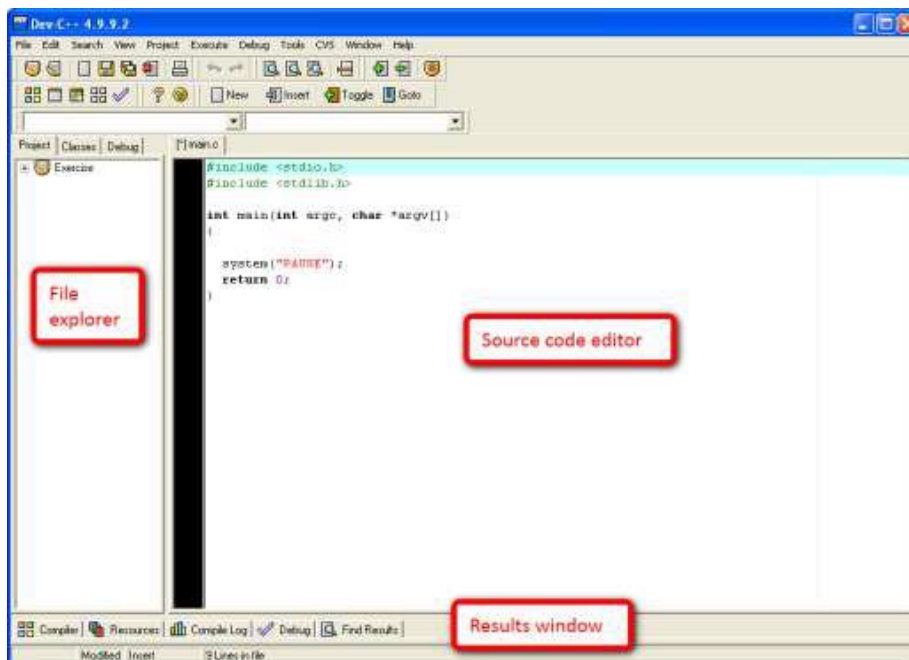 Dev-C++ 4.9.9.2
File Edit Search View Project Execute Debug Tools CVS Window Help
New Insert Toggle Goto
Project Classes Debug [*] main.c
Exercise
#include <stdio.h>
#include <stdlib.h>
int main(int argc, char *argv[])
{
system("PAUSE");
return 0;
}
File
explorer
Source code editor
Results window
Compiler Resources Compile Log Debug Find Results
Modified Insert 9 Lines in file